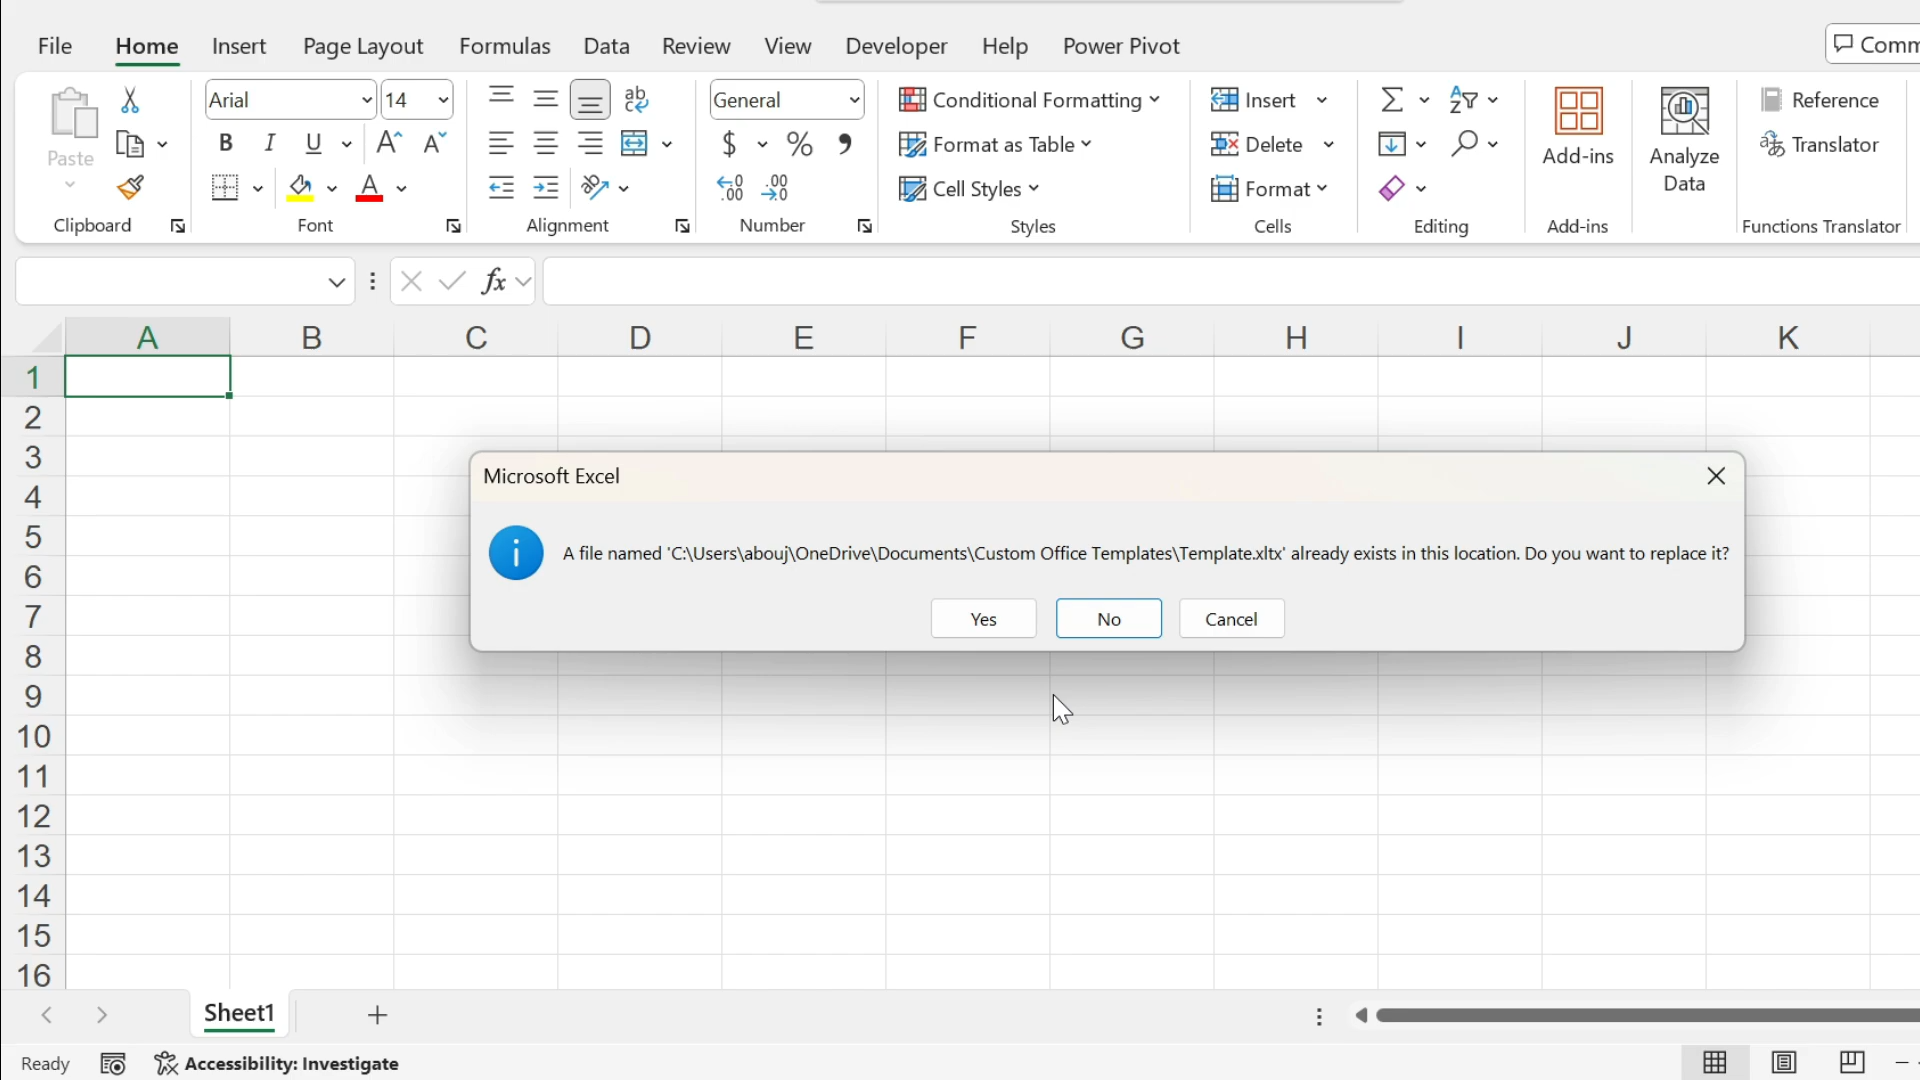 File Home Insert Page Layout Formulas Data Review View Developer Help Power Pivot
Arial 14 ab General Conditional Formatting Insert Σ Reference
Paste B I U A A $ % , Format as Table Delete Add-ins Analyze Data Translator
A .00 .00 Cell Styles Format
Clipboard Font Alignment Number Styles Cells Editing Add-ins Functions Translator
fx
A B C D E F G H I J K
1
2
3
Microsoft Excel
4
5
A file named 'C:\Users\abouj\OneDrive\Documents\Custom Office Templates\Template.xltx' already exists in this location. Do you want to replace it?
6
7
Yes No Cancel
8
9
10
11
12
13
14
15
16
Sheet1
Ready Accessibility: Investigate